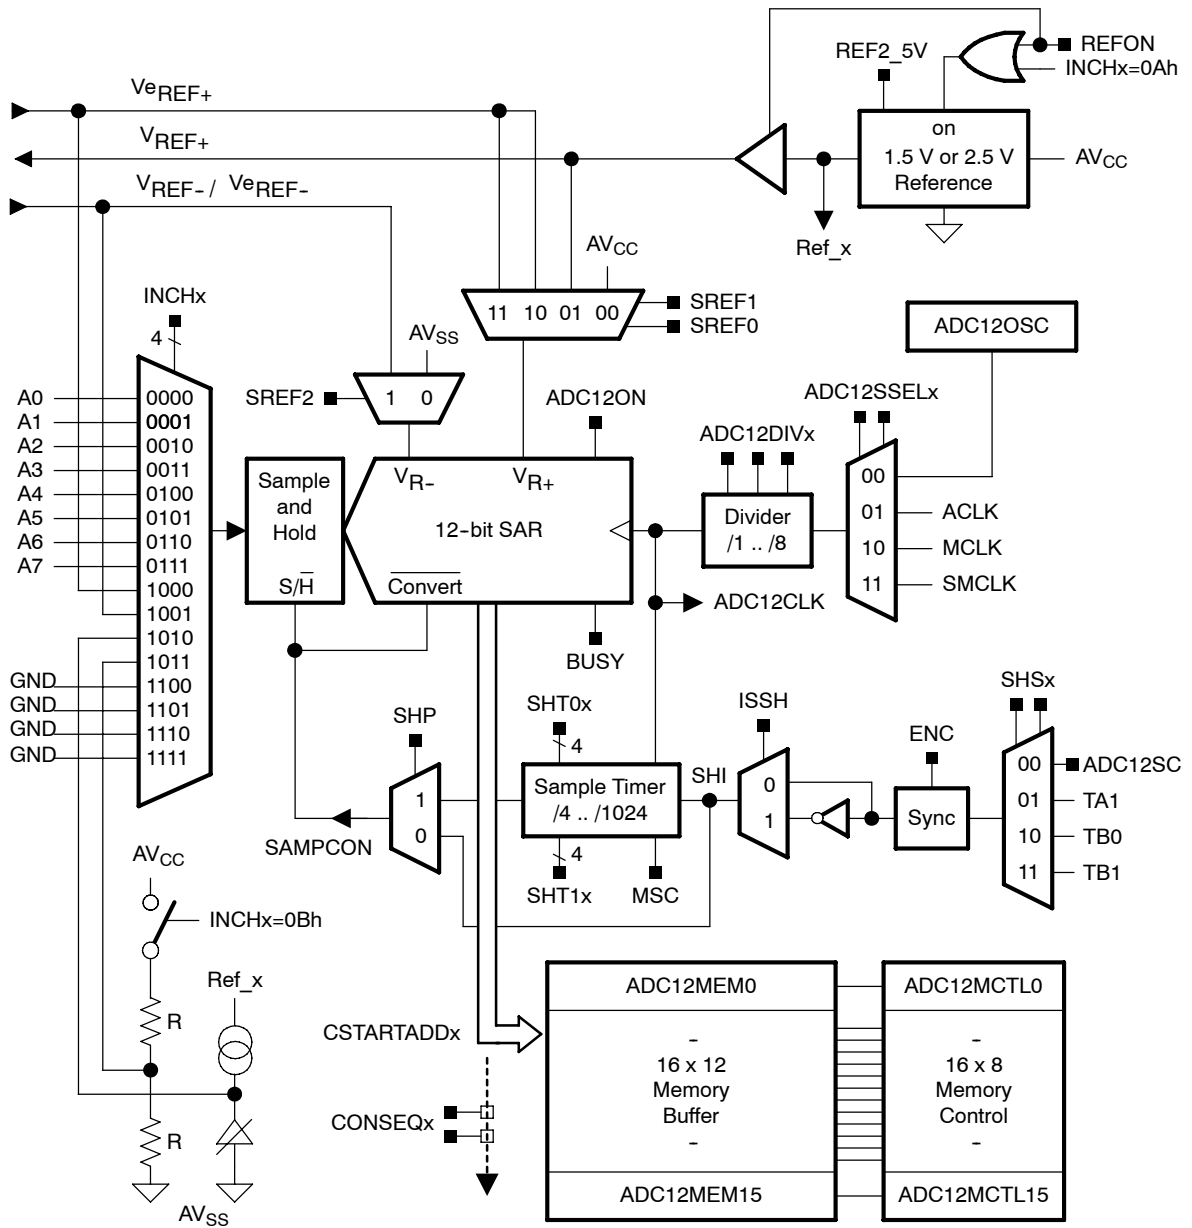 REFON
INCHx=0Ah
REF2_5V
VeREF+
on
1.5 V or 2.5 V
Reference
AVCC
VREF+
VREF- / VeREF-
Ref_x
AVCC
INCHx
4
11 10 01 00
SREF1
SREF0
ADC12OSC
AVSS
SREF2
1 0
ADC12ON
ADC12SSELx
A0 0000
A1 0001
A2 0010
A3 0011
A4 0100
A5 0101
A6 0110
A7 0111
1000
1001
1010
1011
GND 1100
GND 1101
GND 1110
GND 1111
Sample
and
Hold
S/H
VR-
VR+
12-bit SAR
Convert
ADC12DIVx
Divider
/1 .. /8
00
01 ACLK
10 MCLK
11 SMCLK
ADC12CLK
BUSY
SHP
1
0
SAMPCON
SHT0x
4
Sample Timer
/4 .. /1024
4
SHT1x
MSC
SHI
ISSH
0
1
ENC
Sync
SHSx
00 ADC12SC
01 TA1
10 TB0
11 TB1
AVCC
INCHx=0Bh
Ref_x
R
R
AVSS
CSTARTADDx
CONSEQx
ADC12MEM0
-
16 x 12
Memory
Buffer
-
ADC12MEM15
ADC12MCTL0
-
16 x 8
Memory
Control
-
ADC12MCTL15